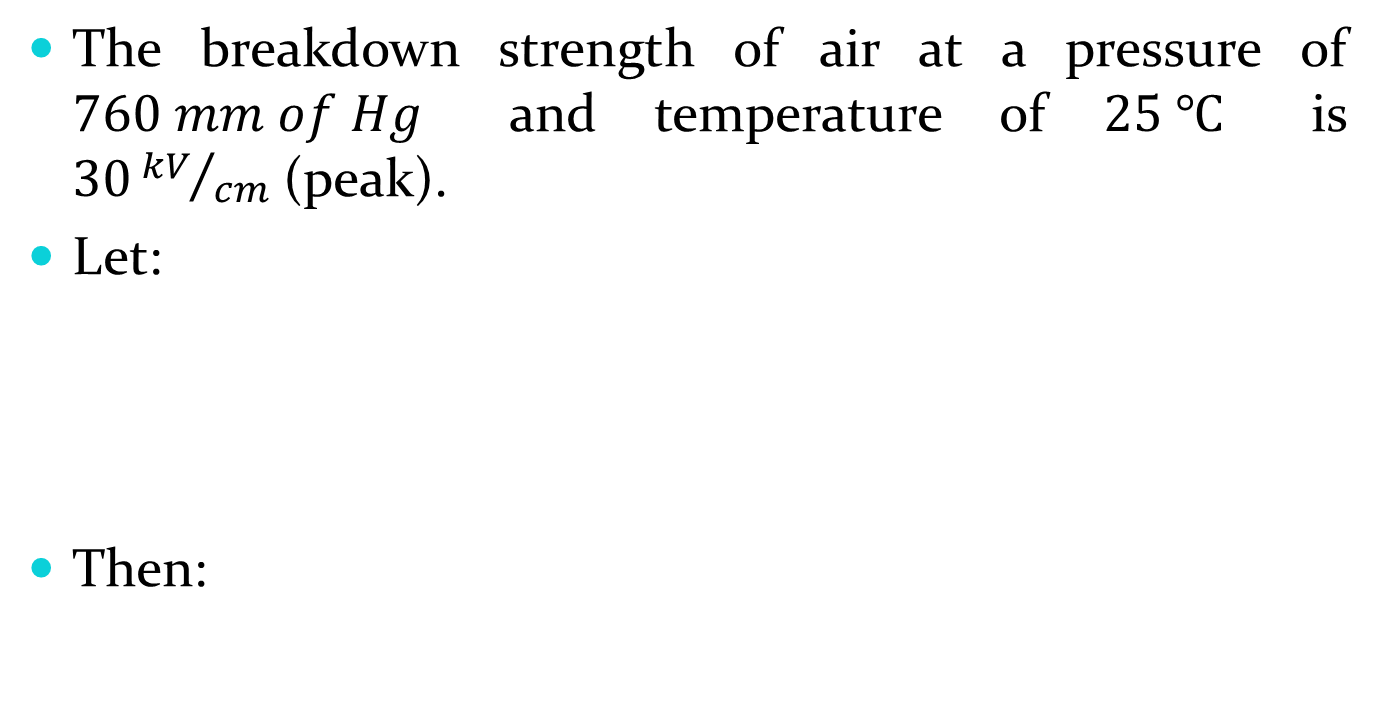 • The breakdown strength of air at a pressure of
760 mm of Hg and temperature of 25 °C is
30 kV/cm (peak).
• Let:
• Then: